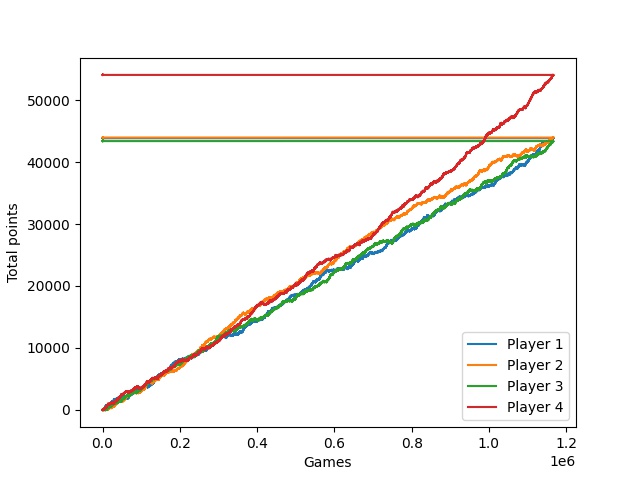 50000
40000
30000
20000
10000
0
Total points
0.0 0.2 0.4 0.6 0.8 1.0 1.2
1e6
Games
Player 1
Player 2
Player 3
Player 4